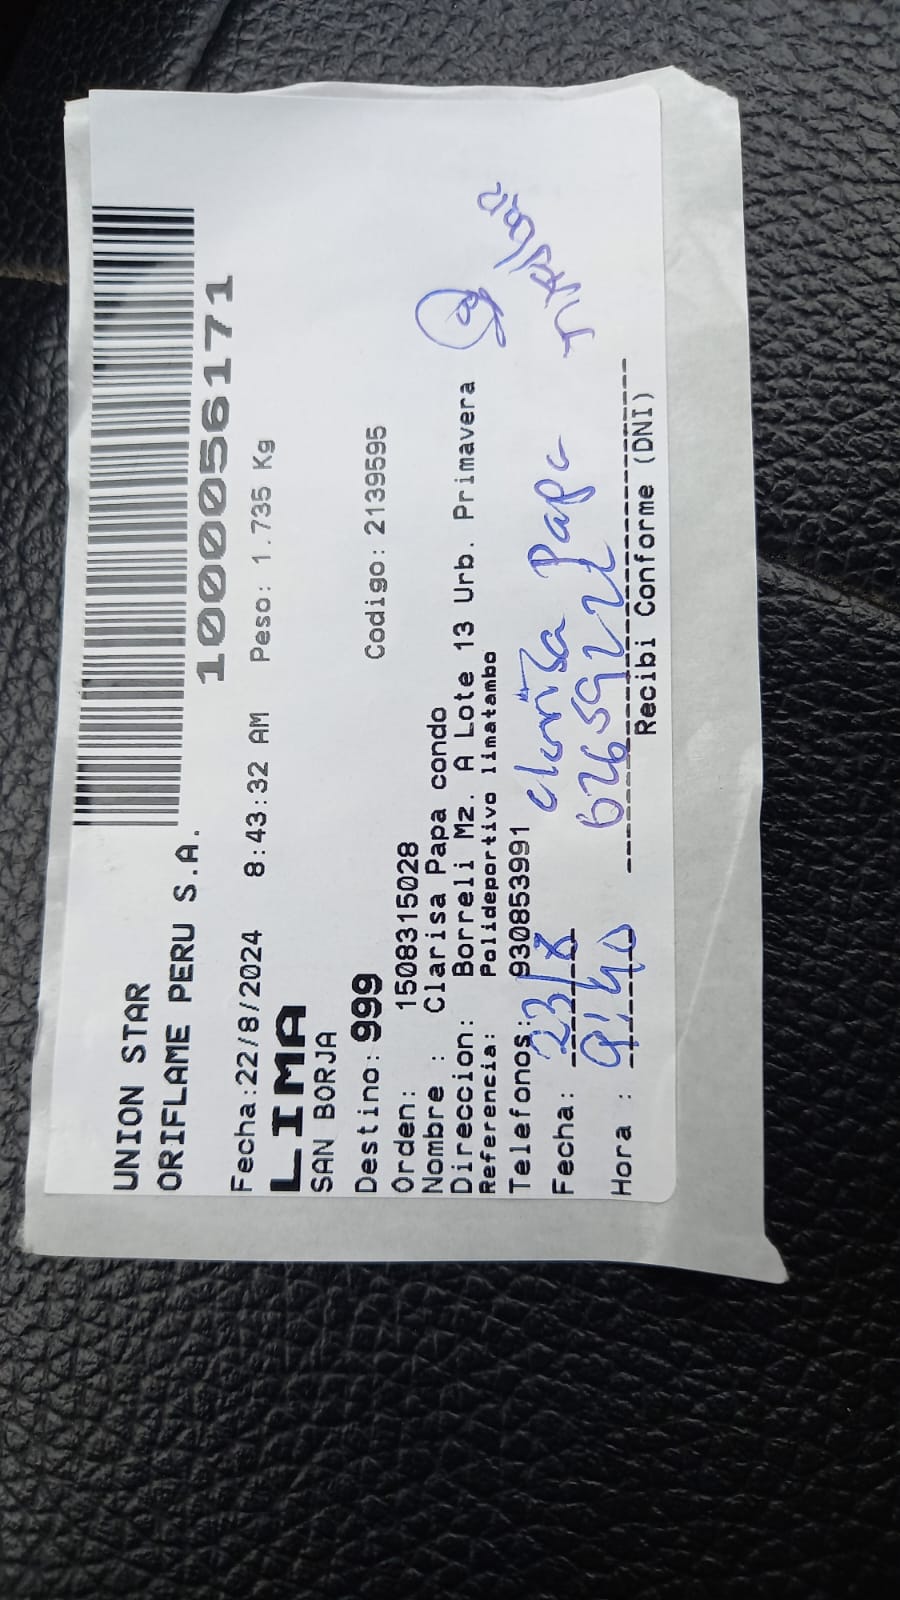 UNION STAR
ORIFLAME PERU S.A.
1000056171
Fecha:22/8/2024 8:43:32 AM Peso: 1.735 Kg
LIMA
SAN BORJA
Destino: 999 Codigo: 2139595
Orden: 1508315028
Nombre : Clarisa Papa condo
Direccion: Borreli Mz. A Lote 13 Urb. Primavera
Referencia: Polideportivo limatambo
Telefonos: 930853991
Clarisa Papa
Fecha: 23/8
Hora : 9:40
Recibi Conforme (DNI)